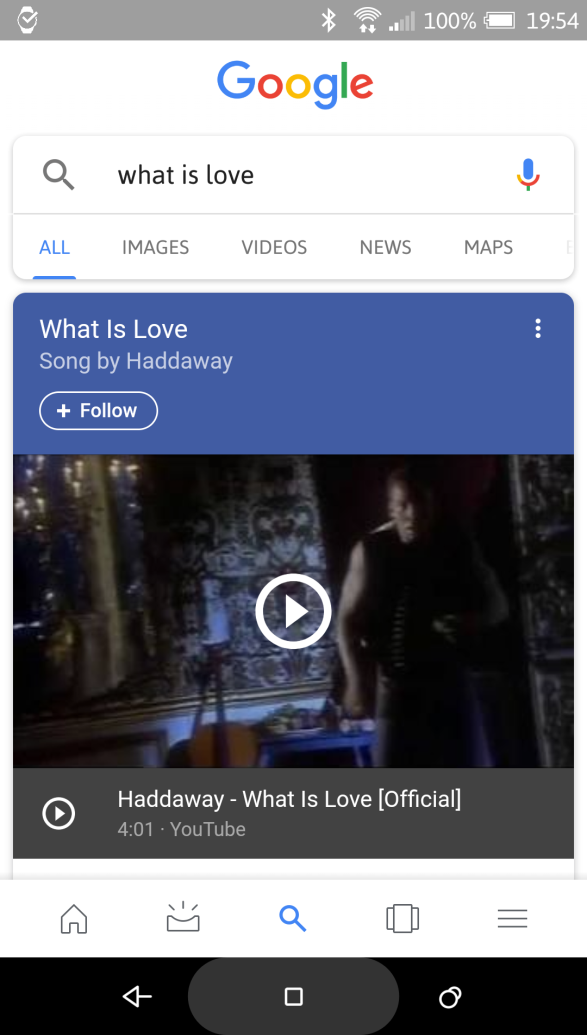 100% 19:54
Google
what is love
ALL IMAGES VIDEOS NEWS MAPS
What Is Love
Song by Haddaway
+ Follow
Haddaway - What Is Love [Official]
4:01 · YouTube